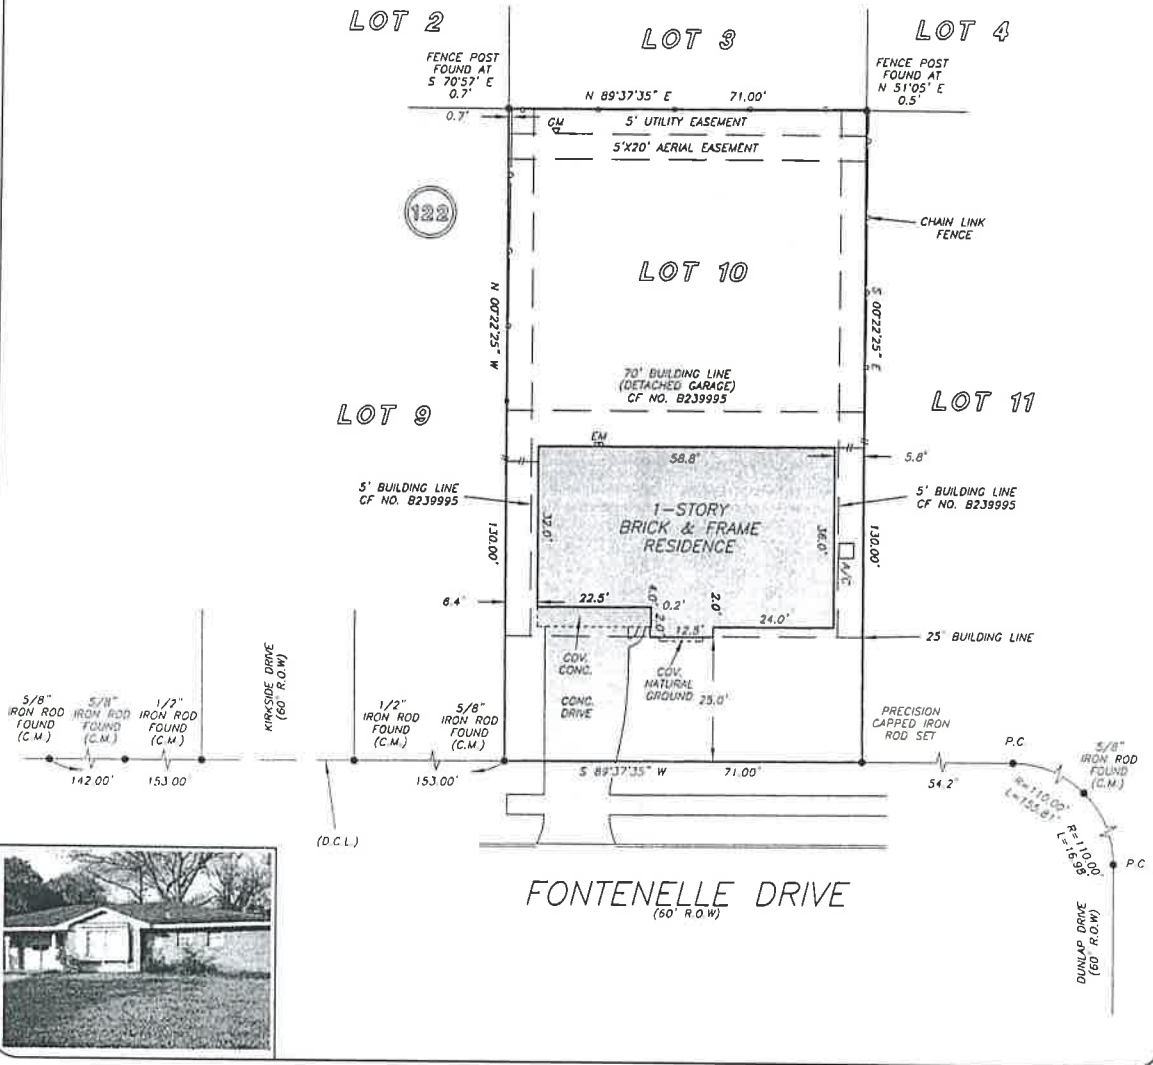 LOT 2
LOT 3
LOT 4
FENCE POST
FOUND AT
S 70°57' E
0.7'
FENCE POST
FOUND AT
N 51°05' E
0.5'
N 89°37'35" E 71.00'
0.7'
GM
5' UTILITY EASEMENT
5'X20' AERIAL EASEMENT
122
CHAIN LINK
FENCE
LOT 10
N 00°22'25" W
S 00°22'25" E
70' BUILDING LINE
(DETACHED GARAGE)
CF NO. B239995
LOT 9
LOT 11
EM
58.8'
5.8'
5' BUILDING LINE
CF NO. B239995
5' BUILDING LINE
CF NO. B239995
1-STORY
BRICK & FRAME
RESIDENCE
32.0'
36.0'
130.00'
130.00'
A/C
6.4'
22.5'
4.0'
0.2'
2.0'
2.0'
12.5'
24.0'
25' BUILDING LINE
COV.
CONC.
COV.
NATURAL
GROUND
25.0'
CONC.
DRIVE
KIRKSIDE DRIVE
(60' R.O.W)
5/8"
IRON ROD
FOUND
(C.M.)
5/8"
IRON ROD
FOUND
(C.M.)
1/2"
IRON ROD
FOUND
(C.M.)
1/2"
IRON ROD
FOUND
(C.M.)
5/8"
IRON ROD
FOUND
(C.M.)
PRECISION
CAPPED IRON
ROD SET
P.C.
5/8"
IRON ROD
FOUND
(C.M.)
142.00'
153.00'
153.00'
S 89°37'35" W 71.00'
54.2'
R=110.00'
L=155.81'
R=110.00'
L=16.98'
P.C
(D.C.L.)
FONTENELLE DRIVE
(60' R.O.W)
DUNLAP DRIVE
(60' R.O.W)